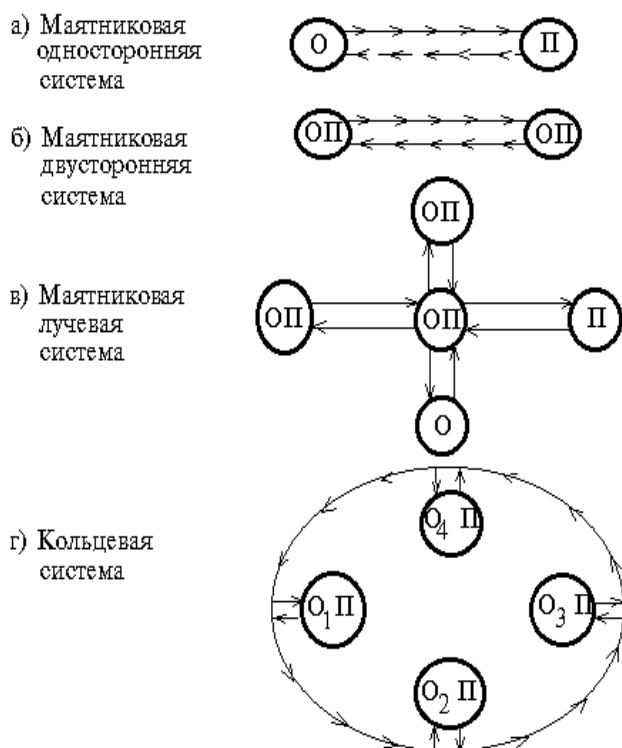 а) Маятниковая
односторонняя
система
О П
б) Маятниковая
двусторонняя
система
ОП ОП
ОП
в) Маятниковая
лучевая
система
ОП ОП П
О
г) Кольцевая
система
О4 П
О1 П О3 П
О2 П